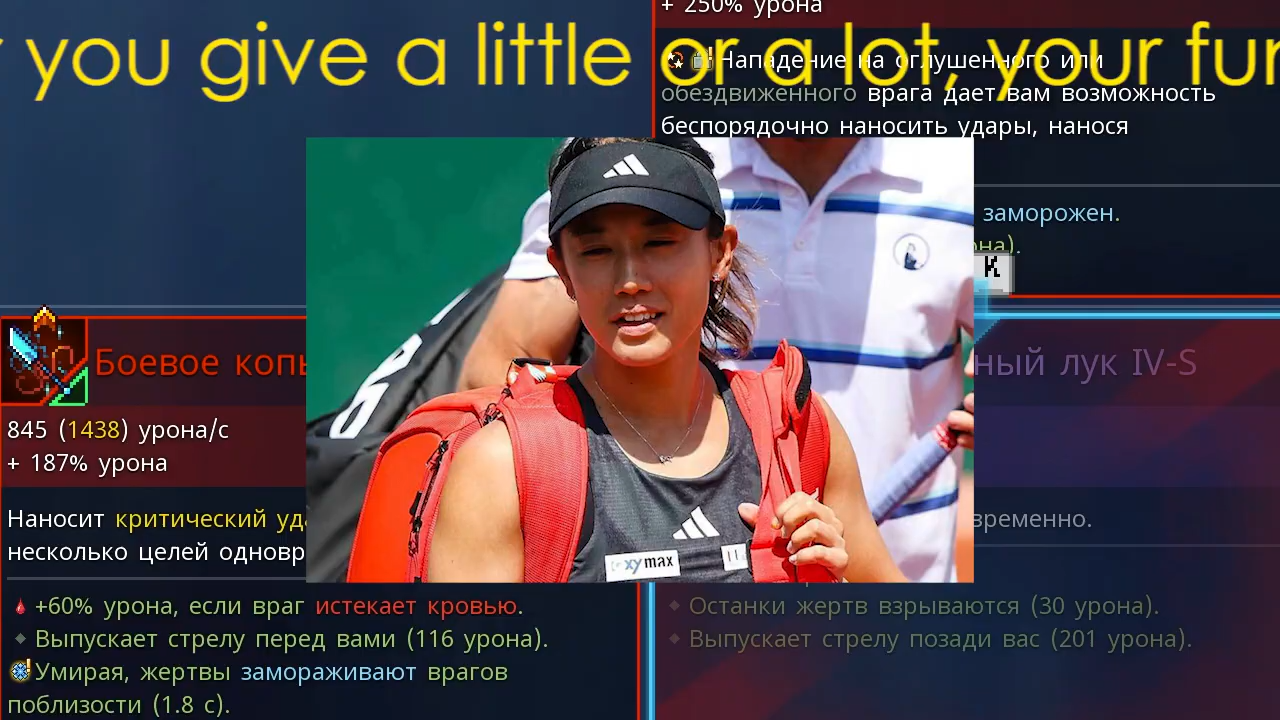 you give a little or a lot, your fur
+ 250% урона
Нападение на оглушенного или
обездвиженного врага дает вам возможность
беспорядочно наносить удары, нанося
заморожен.
K
Боевое копь
845 (1438) урона/с
+ 187% урона
Наносит критический уда
несколько целей одновр
+60% урона, если враг истекает кровью.
Выпускает стрелу перед вами (116 урона).
Умирая, жертвы замораживают врагов
поблизости (1.8 с).
ный лук IV-S
временно.
Останки жертв взрываются (30 урона).
Выпускает стрелу позади вас (201 урона).
xymax